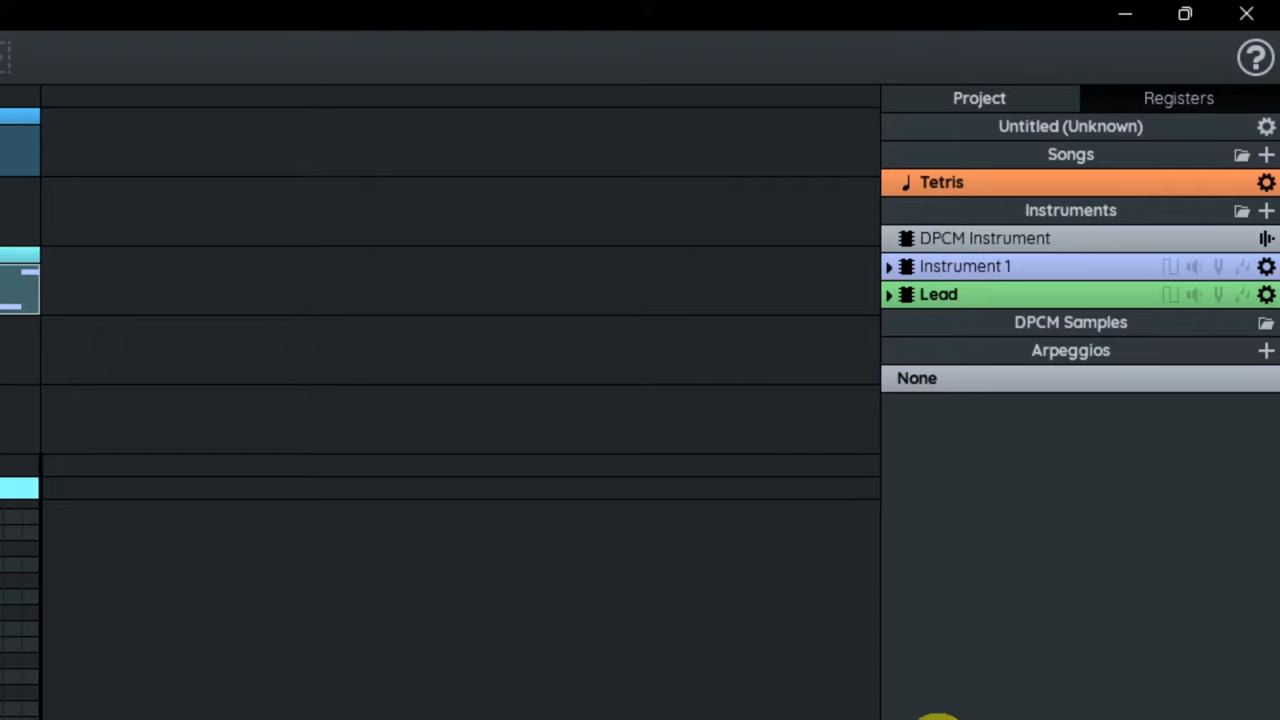 Project
Registers
Untitled (Unknown)
Songs
Tetris
Instruments
DPCM Instrument
Instrument 1
Lead
DPCM Samples
Arpeggios
None